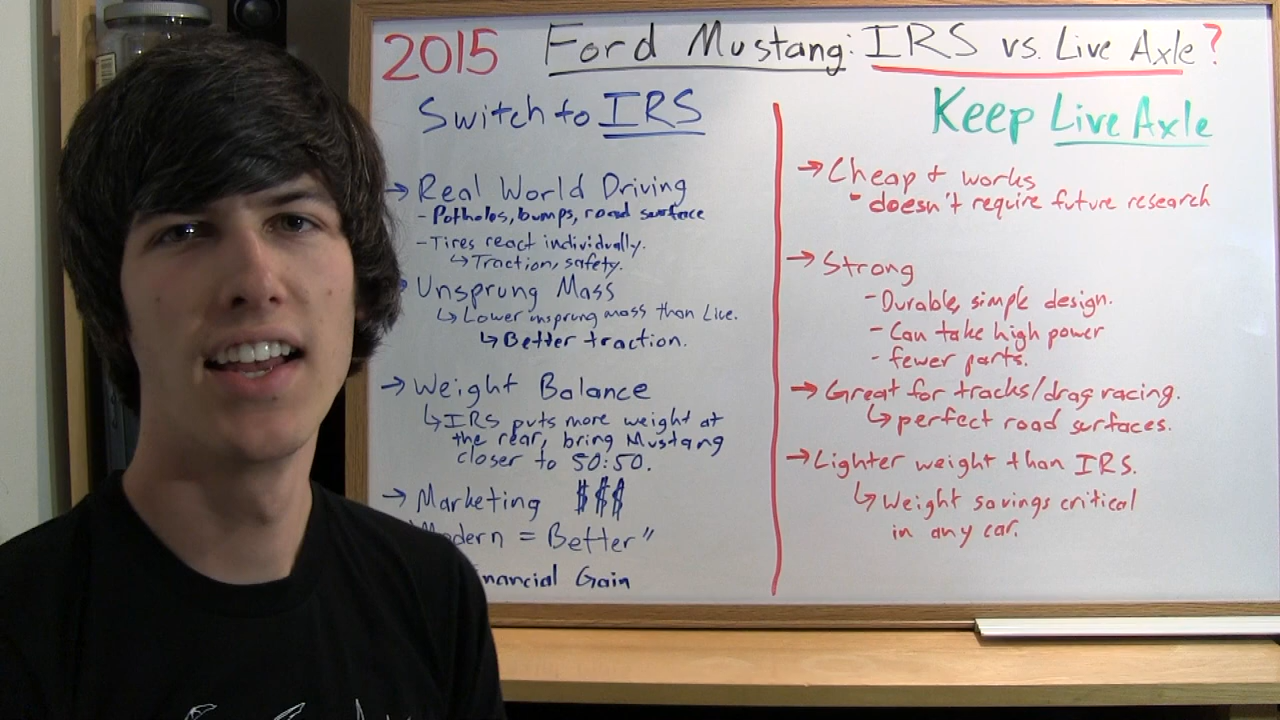 2015 Ford Mustang: IRS vs. Live Axle?
Switch to IRS
→ Real World Driving
- Potholes, bumps, road surface
- Tires react individually.
↳ Traction, safety.
Unsprung Mass
↳ Lower unsprung mass than Live.
↳ Better traction.
→ Weight Balance
↳ IRS puts more weight at
the rear, bring Mustang
closer to 50:50.
→ Marketing $$$
= Better"
Gain
Keep Live Axle
→ Cheap + works
- doesn't require future research
→ Strong
- Durable, simple design.
- Can take high power
- fewer parts.
→ Great for tracks/drag racing.
↳ perfect road surfaces.
→ Lighter weight than IRS.
↳ Weight savings critical
in any car.